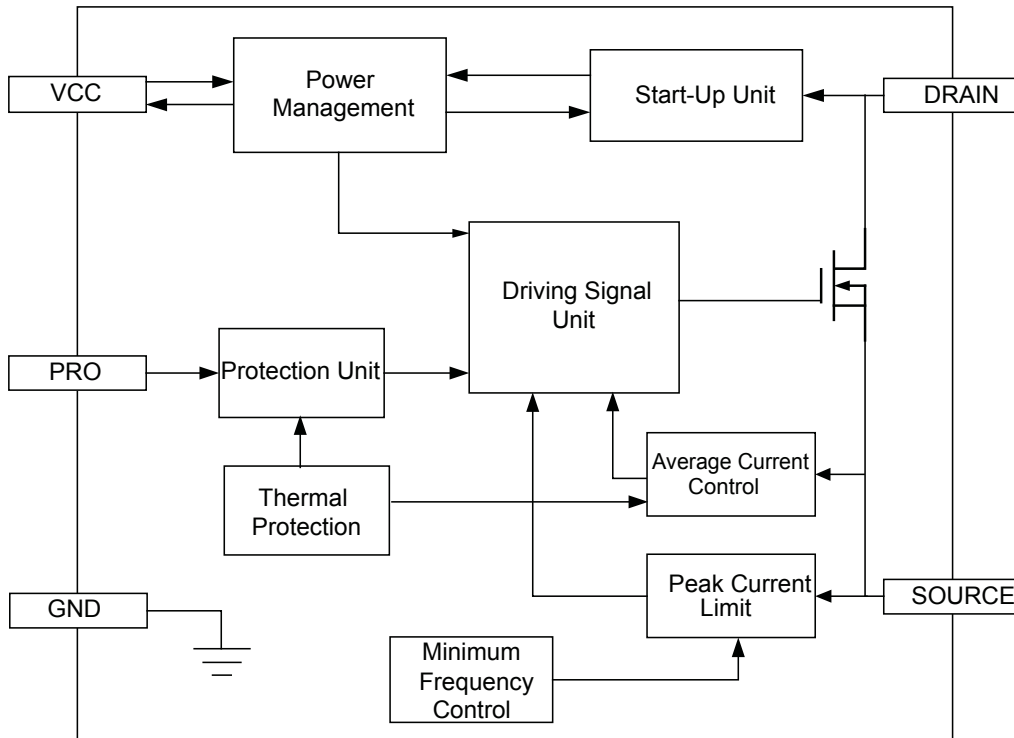 VCC
Power
Management
Start-Up Unit
DRAIN
Driving Signal
Unit
PRO
Protection Unit
Average Current
Control
Thermal
Protection
GND
Peak Current
Limit
SOURCE
Minimum
Frequency
Control